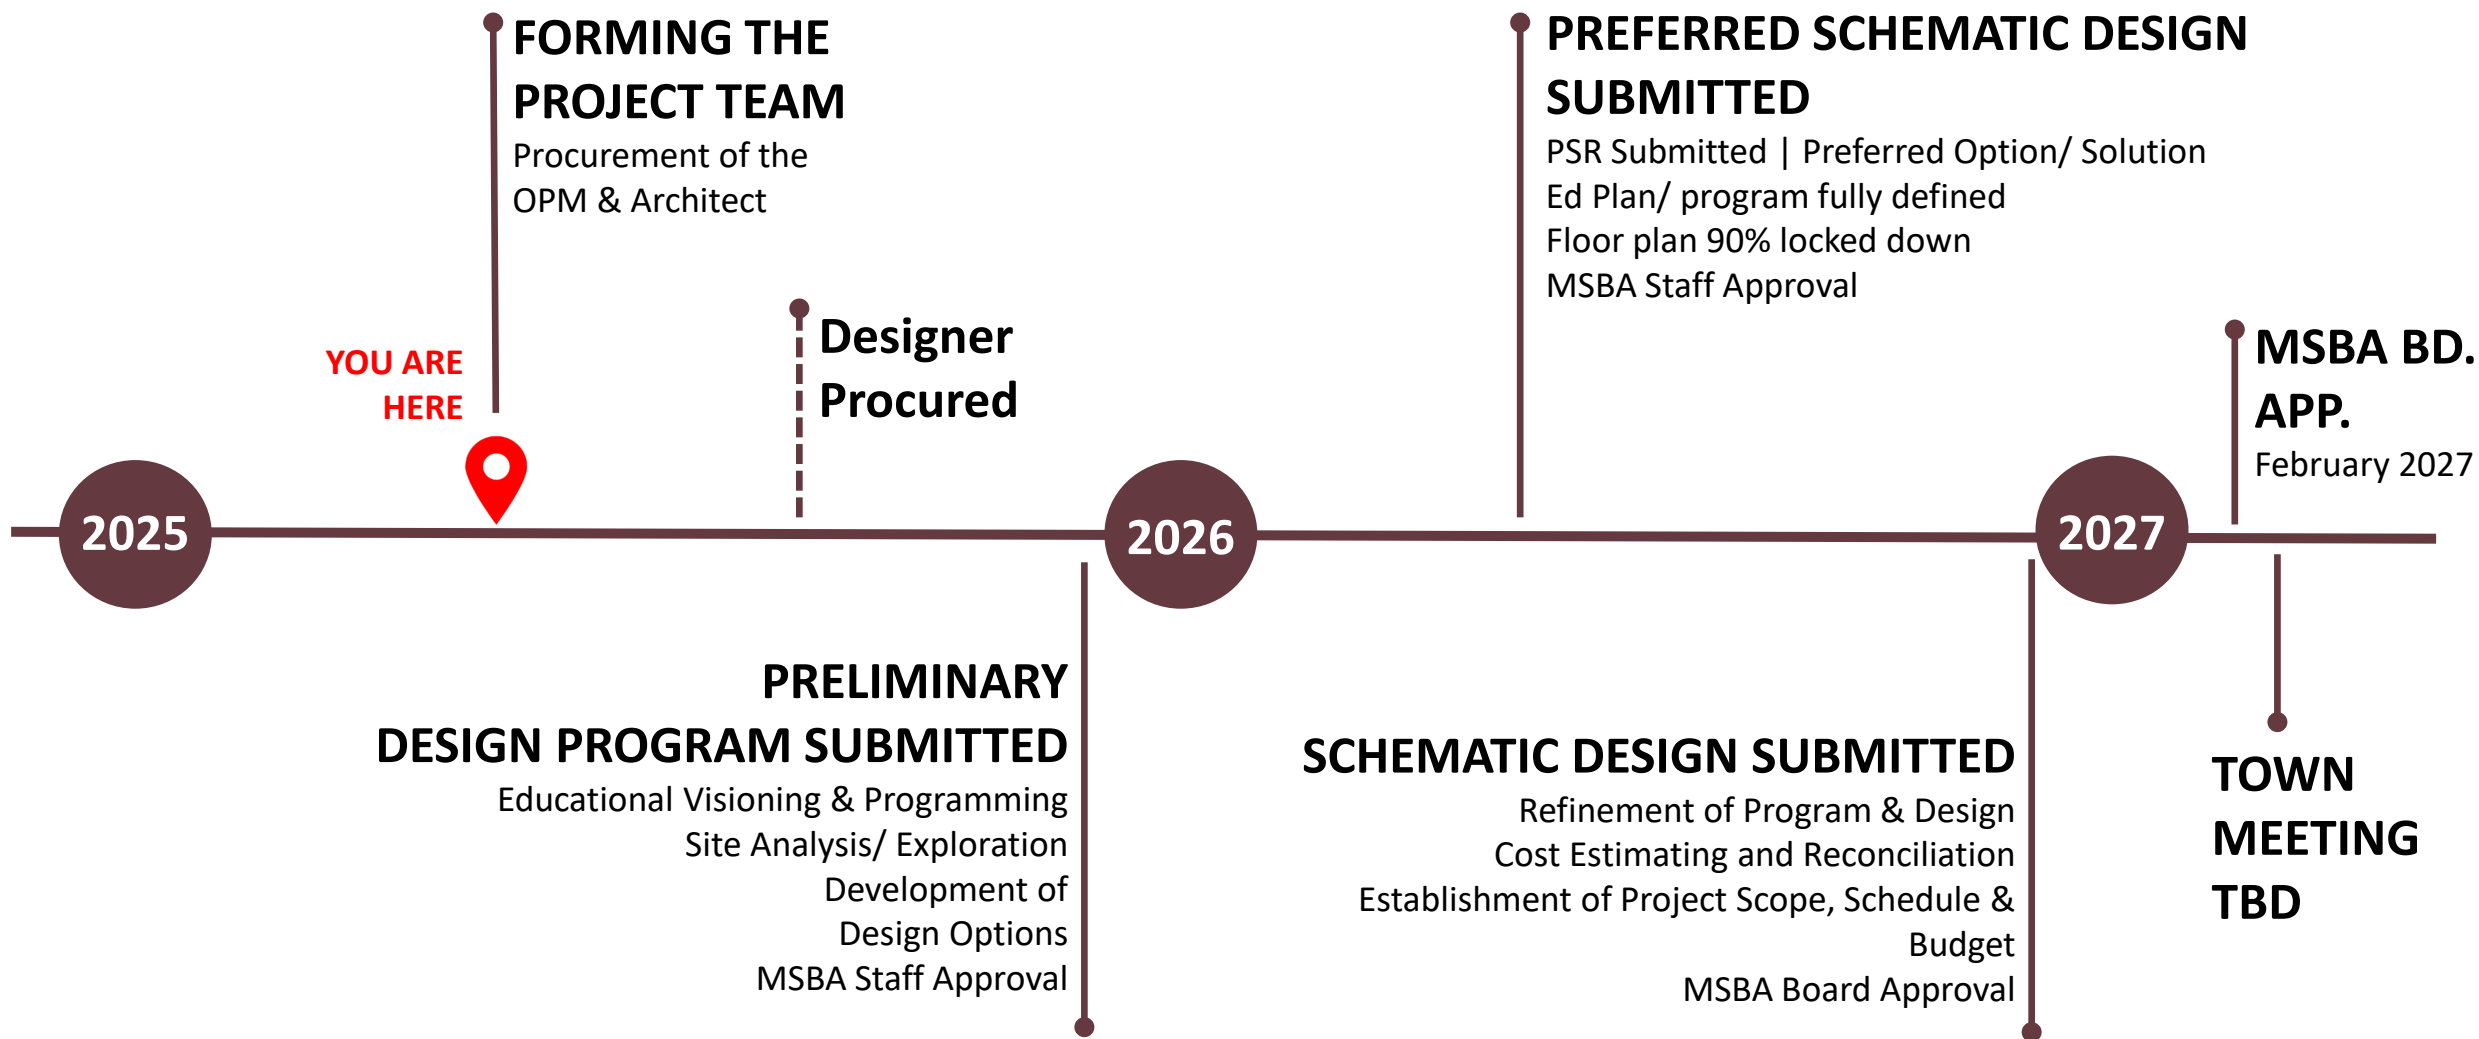 FORMING THE
PROJECT TEAM
Procurement of the
OPM & Architect
PREFERRED SCHEMATIC DESIGN
SUBMITTED
PSR Submitted | Preferred Option/ Solution
Ed Plan/ program fully defined
Floor plan 90% locked down
MSBA Staff Approval
YOU ARE
HERE
Designer
Procured
MSBA BD.
APP.
February 2027
2025
2026
2027
PRELIMINARY
DESIGN PROGRAM SUBMITTED
Educational Visioning & Programming
Site Analysis/ Exploration
Development of
Design Options
MSBA Staff Approval
SCHEMATIC DESIGN SUBMITTED
Refinement of Program & Design
Cost Estimating and Reconciliation
Establishment of Project Scope, Schedule &
Budget
MSBA Board Approval
TOWN
MEETING
TBD